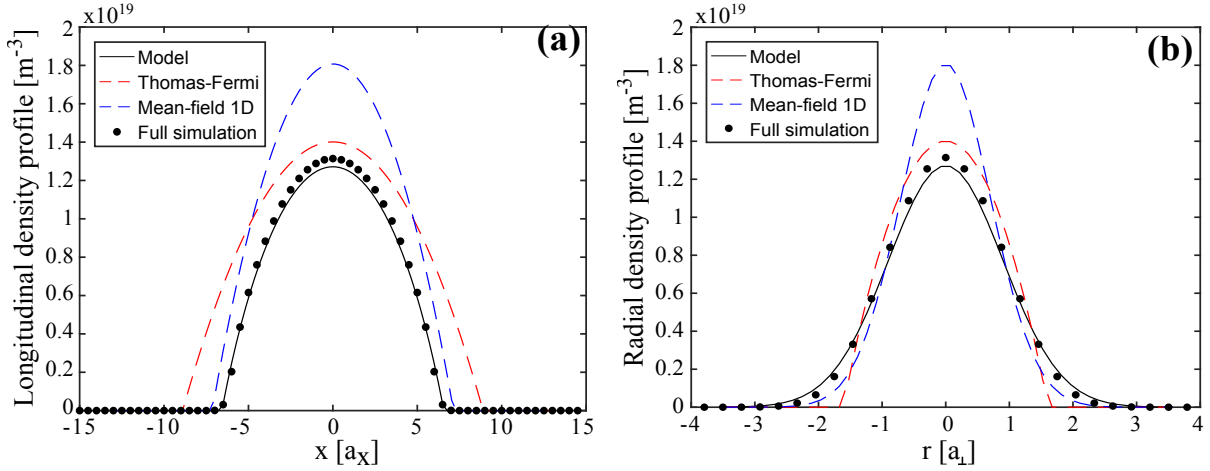 x10^19
(a)
Longitudinal density profile [m^-3]
2
1.8
1.6
1.4
1.2
1
0.8
0.6
0.4
0.2
0
Model
Thomas-Fermi
Mean-field 1D
Full simulation
-15 -10 -5 0 5 10 15
x [a_X]
x10^19
(b)
Radial density profile [m^-3]
2
1.8
1.6
1.4
1.2
1
0.8
0.6
0.4
0.2
0
Model
Thomas-Fermi
Mean-field 1D
Full simulation
-4 -3 -2 -1 0 1 2 3 4
r [a_⊥]